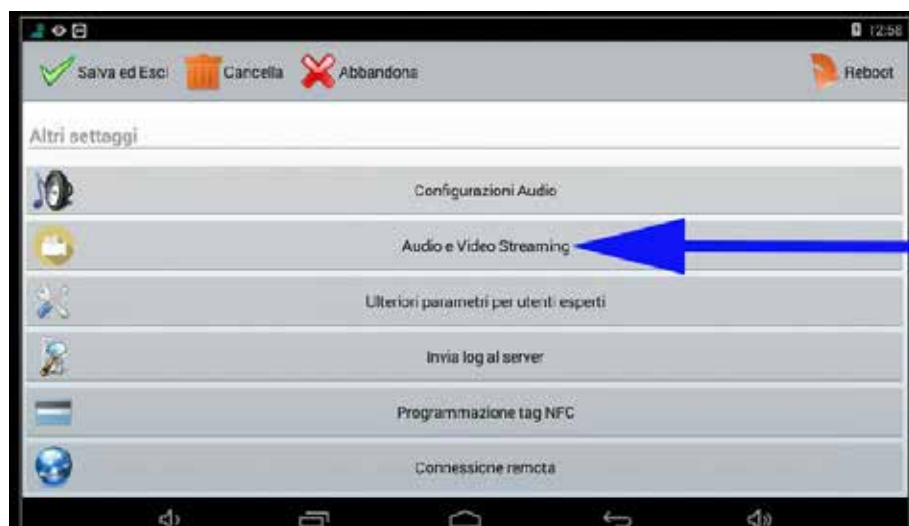 12:58
Salva ed Esci Cancella Abbandona Reboot
Altri settaggi
Configurazioni Audio
Audio e Video Streaming
Ulteriori parametri per utenti esperti
Invia log al server
Programmazione tag NFC
Connessione remota